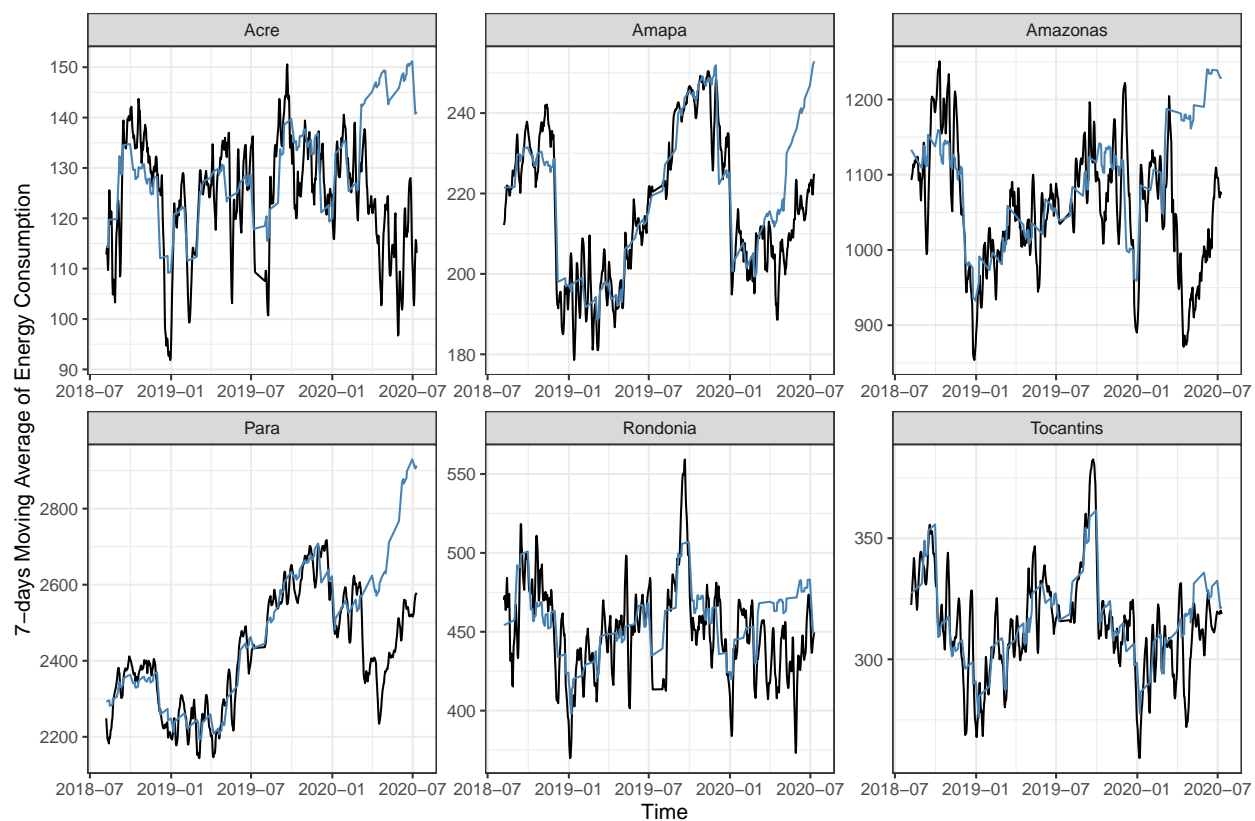 Acre
Amapa
Amazonas
150
140
130
120
110
100
90
240
220
200
180
1200
1100
1000
900
2018−07 2019−01 2019−07 2020−01 2020−07
2018−07 2019−01 2019−07 2020−01 2020−07
2018−07 2019−01 2019−07 2020−01 2020−07
7−days Moving Average of Energy Consumption
Para
Rondonia
Tocantins
2800
2600
2400
2200
550
500
450
400
350
300
2018−07 2019−01 2019−07 2020−01 2020−07
2018−07 2019−01 2019−07 2020−01 2020−07
2018−07 2019−01 2019−07 2020−01 2020−07
Time